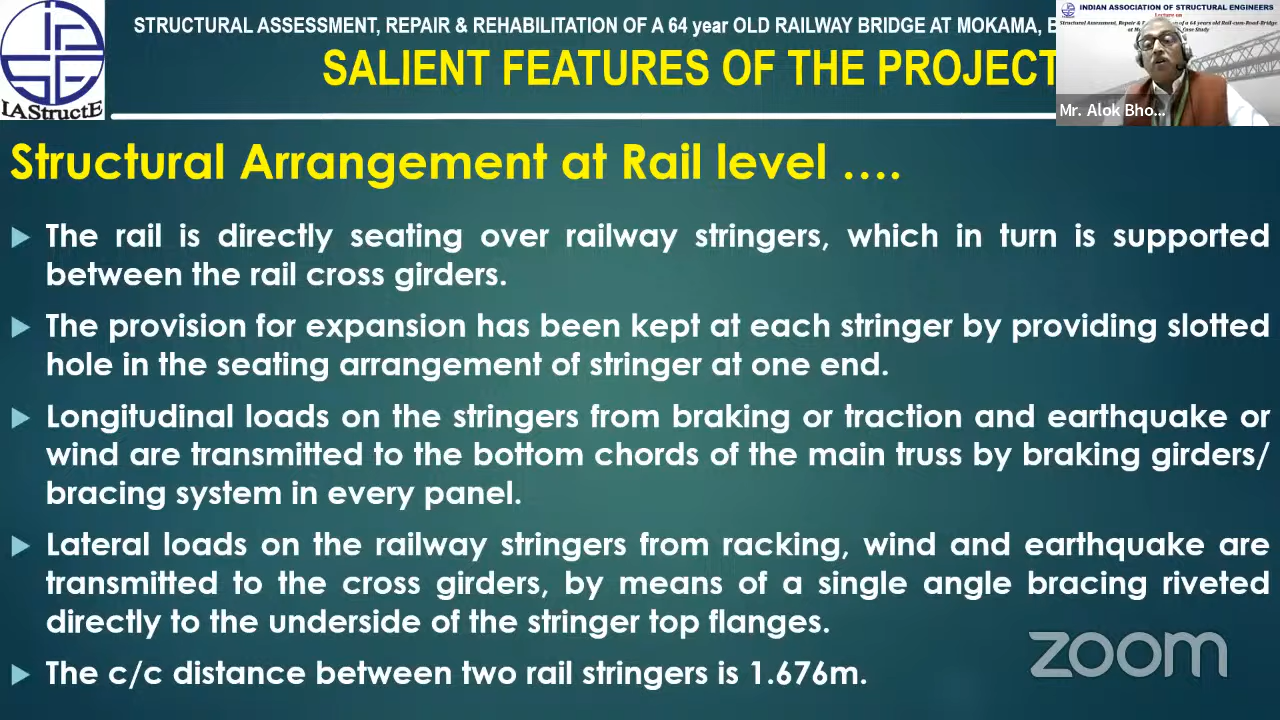 STRUCTURAL ASSESSMENT, REPAIR & REHABILITATION OF A 64 year OLD RAILWAY BRIDGE AT MOKAMA, B
SALIENT FEATURES OF THE PROJECT
IAStructE
INDIAN ASSOCIATION OF STRUCTURAL ENGINEERS
Lecture on
Mr. Alok Bho...
Structural Arrangement at Rail level ....
The rail is directly seating over railway stringers, which in turn is supported
between the rail cross girders.
The provision for expansion has been kept at each stringer by providing slotted
hole in the seating arrangement of stringer at one end.
Longitudinal loads on the stringers from braking or traction and earthquake or
wind are transmitted to the bottom chords of the main truss by braking girders/
bracing system in every panel.
Lateral loads on the railway stringers from racking, wind and earthquake are
transmitted to the cross girders, by means of a single angle bracing riveted
directly to the underside of the stringer top flanges.
The c/c distance between two rail stringers is 1.676m.
zoom